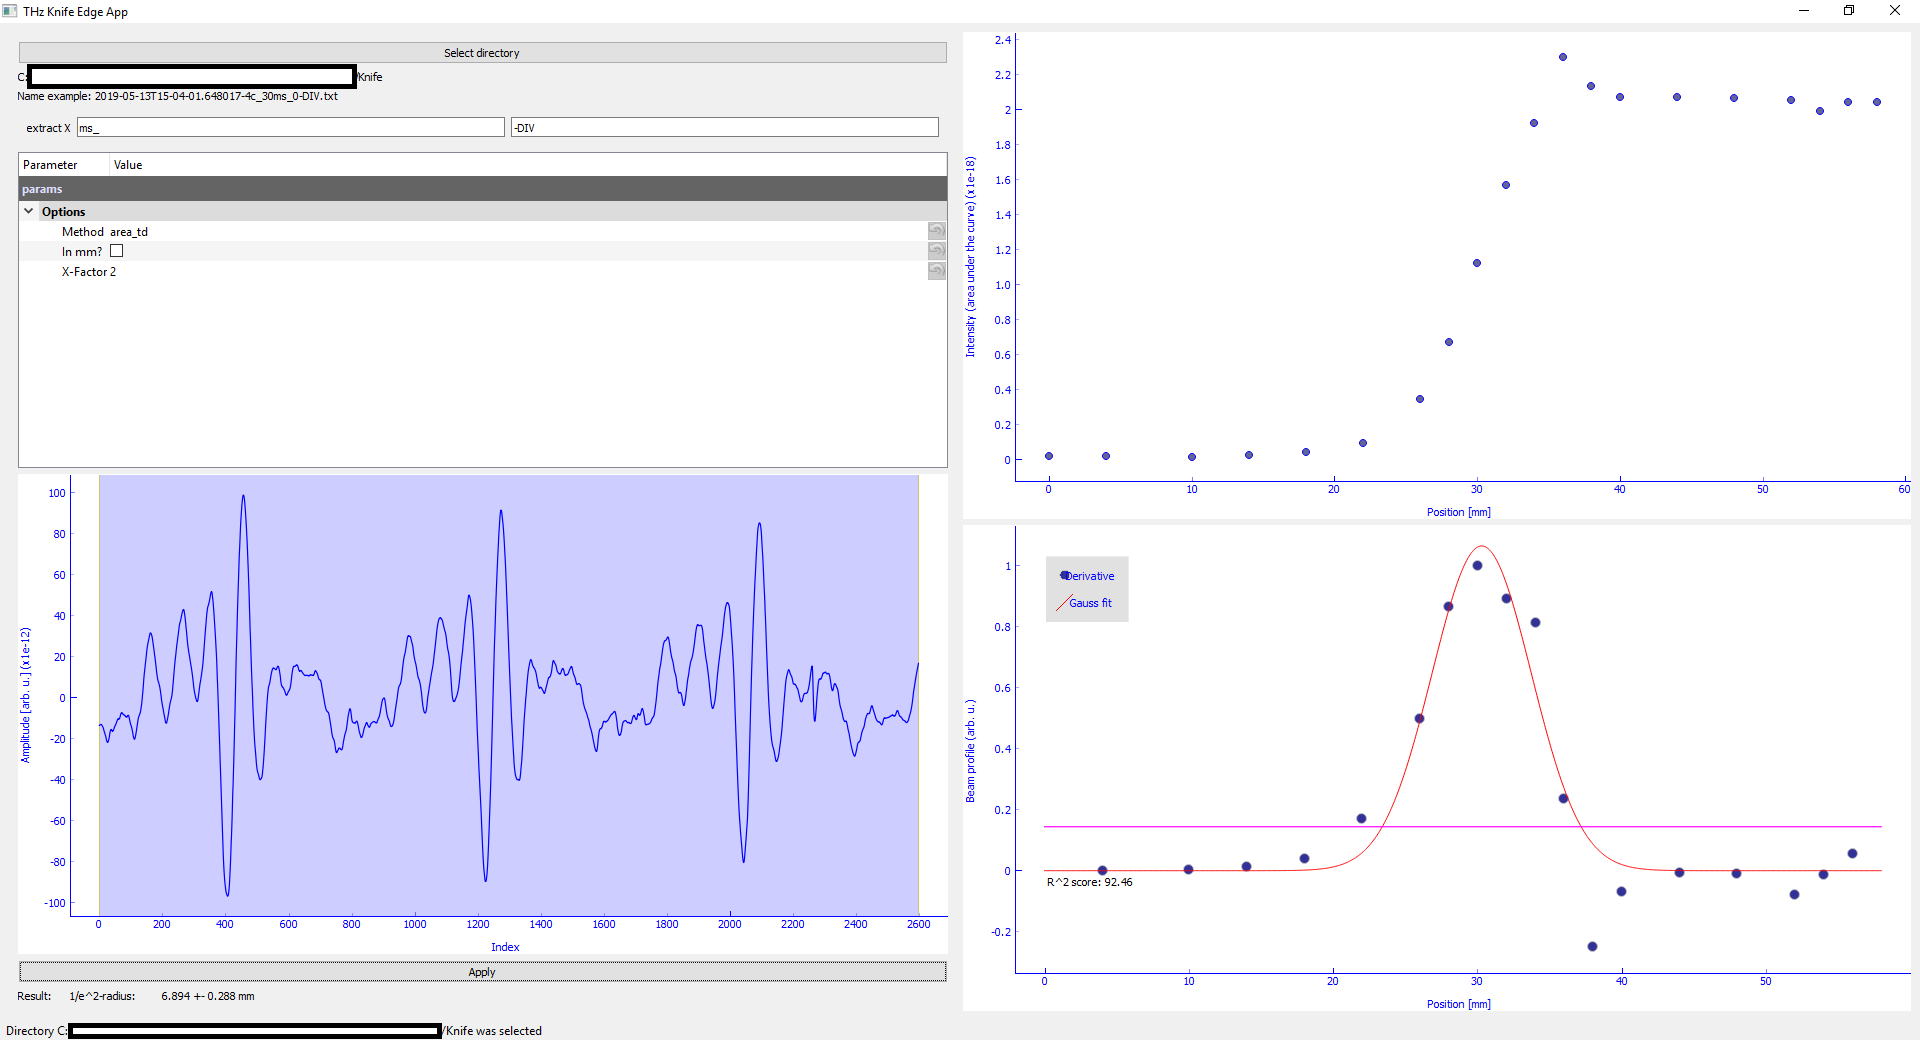 THz Knife Edge App
Select directory
C: /Knife
Name example: 2019-05-13T15-04-01.648017-4c_30ms_0-DIV.txt
extract X ms_ -DIV
Parameter Value
params
Options
Method area_td
In mm?
X-Factor 2
100
80
60
40
20
0
-20
-40
-60
-80
-100
Amplitude [arb. u.] (x1e-12)
0 200 400 600 800 1000 1200 1400 1600 1800 2000 2200 2400 2600
Index
Apply
Result: 1/e^2-radius: 6.894 +- 0.288 mm
Directory C: /Knife was selected
2.4
2.2
2
1.8
1.6
1.4
1.2
1.0
0.8
0.6
0.4
0.2
0
Intensity (area under the curve) (x1e-18)
0 10 20 30 40 50 60
Position [mm]
Derivative
Gauss fit
1
0.8
0.6
0.4
0.2
0
-0.2
Beam profile (arb. u.)
R^2 score: 92.46
0 10 20 30 40 50
Position [mm]